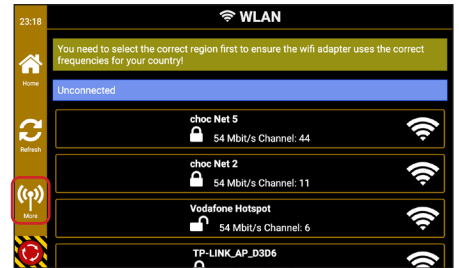 23:18
WLAN
You need to select the correct region first to ensure the wifi adapter uses the correct
frequencies for your country!
Home
Unconnected
choc Net 5
54 Mbit/s Channel: 44
Refresh
choc Net 2
54 Mbit/s Channel: 11
Vodafone Hotspot
54 Mbit/s Channel: 6
More
TP-LINK_AP_D3D6